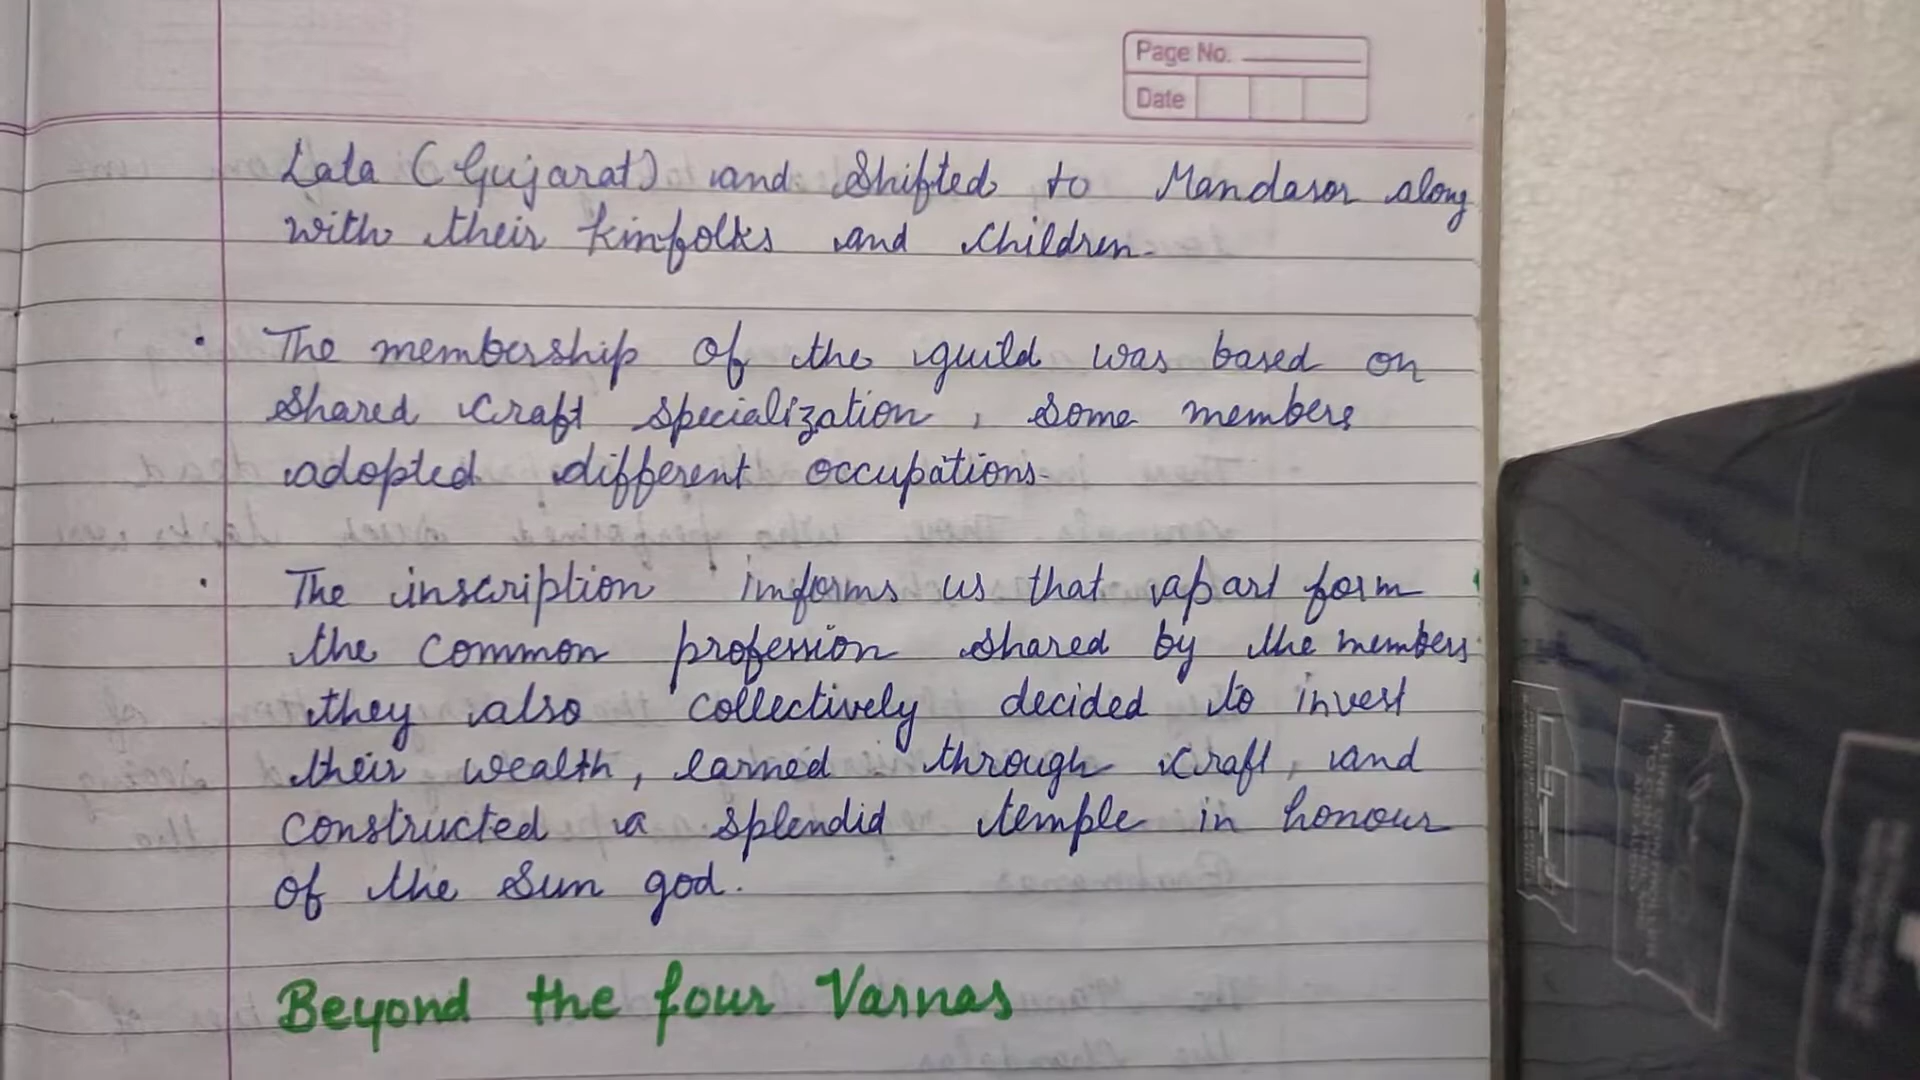 Page No.
Date
Lata (Gujarat) and Shifted to Mandasor along
with their kinfolks and children.
· The membership of the guild was based on
shared craft specialization, some members
adopted different occupations.
· The inscription imforms us that apart form
the common profession shared by the members
they also collectively decided to invest
their wealth, earned through craft, and
constructed a splendid temple in honour
of the Sun god.
Beyond the four Varnas